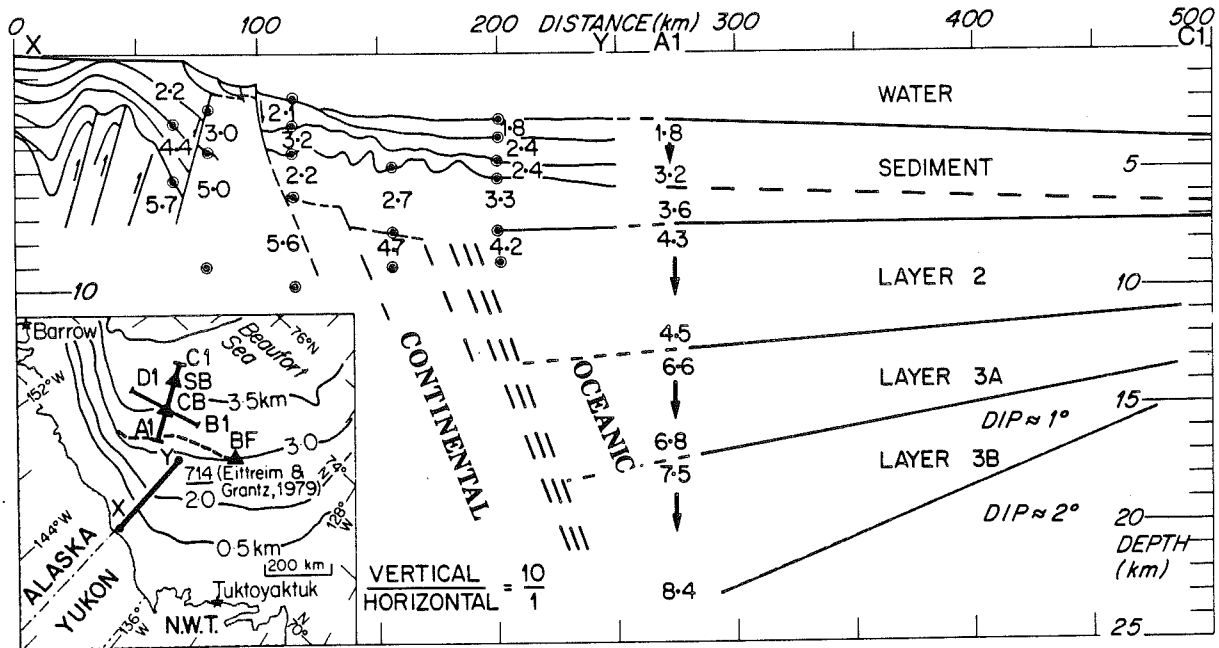 0 100 200 DISTANCE (km) 300 400 500
X Y A1 C1
WATER
2·2 2·1
3·0 1·8 1·8
4·4 3·2 2·4
2·4 3·2 SEDIMENT 5
5·0 2·2
5·7 2·7 3·3
3·6
5·6 4·7 4·2 4·3
10 LAYER 2 10
CONTINENTAL
OCEANIC
4·5
6·6
LAYER 3A
15
DIP ≈ 1°
6·8
7·5
LAYER 3B
DIP ≈ 2°
20
DEPTH
(km)
8·4
25
VERTICAL = 10
HORIZONTAL 1
Barrow
Beaufort
Sea
76°N
152°W
C1
D1
SB
CB
3·5km
B1
A1
BF
3·0
Y
714 (Eittreim &
Grantz, 1979)
N 74°
2·0
X
128°
W
144°W
0·5km
200 km
ALASKA
YUKON
Tuktoyaktuk
136°
W
N.W.T.
N
70°